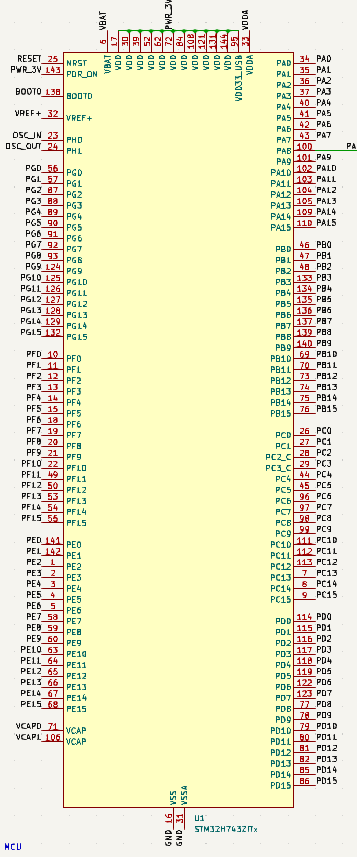 VBAT
PWR_3V
VDDA
6 17 30 39 52 62 72 84 108 121 131 144 95 33
VBAT VDD VDD VDD VDD VDD VDD VDD VDD VDD VDD VDD VDD33_USB VDDA
RESET 25 NRST
PWR_3V 143 PDR_ON
BOOT0 138 BOOT0
VREF+ 32 VREF+
OSC_IN 23 PH0
OSC_OUT 24 PH1
PG0 56 PG0
PG1 57 PG1
PG2 87 PG2
PG3 88 PG3
PG4 89 PG4
PG5 90 PG5
PG6 91 PG6
PG7 92 PG7
PG8 93 PG8
PG9 124 PG9
PG10 125 PG10
PG11 126 PG11
PG12 127 PG12
PG13 128 PG13
PG14 129 PG14
PG15 132 PG15
PF0 10 PF0
PF1 11 PF1
PF2 12 PF2
PF3 13 PF3
PF4 14 PF4
PF5 15 PF5
PF6 18 PF6
PF7 19 PF7
PF8 20 PF8
PF9 21 PF9
PF10 22 PF10
PF11 49 PF11
PF12 50 PF12
PF13 53 PF13
PF14 54 PF14
PF15 55 PF15
PE0 141 PE0
PE1 142 PE1
PE2 1 PE2
PE3 2 PE3
PE4 3 PE4
PE5 4 PE5
PE6 5 PE6
PE7 58 PE7
PE8 59 PE8
PE9 60 PE9
PE10 63 PE10
PE11 64 PE11
PE12 65 PE12
PE13 66 PE13
PE14 67 PE14
PE15 68 PE15
VCAP0 71 VCAP
VCAP1 106 VCAP
PA0 34 PA0
PA1 35 PA1
PA2 36 PA2
PA3 37 PA3
PA4 40 PA4
PA5 41 PA5
PA6 42 PA6
PA7 43 PA7
PA8 100 PA
PA9 101 PA9
PA10 102 PA10
PA11 103 PA11
PA12 104 PA12
PA13 105 PA13
PA14 109 PA14
PA15 110 PA15
PB0 46 PB0
PB1 47 PB1
PB2 48 PB2
PB3 133 PB3
PB4 134 PB4
PB5 135 PB5
PB6 136 PB6
PB7 137 PB7
PB8 139 PB8
PB9 140 PB9
PB10 69 PB10
PB11 70 PB11
PB12 73 PB12
PB13 74 PB13
PB14 75 PB14
PB15 76 PB15
PC0 26 PC0
PC1 27 PC1
PC2_C 28 PC2
PC3_C 29 PC3
PC4 44 PC4
PC5 45 PC5
PC6 96 PC6
PC7 97 PC7
PC8 98 PC8
PC9 99 PC9
PC10 111 PC10
PC11 112 PC11
PC12 113 PC12
PC13 7 PC13
PC14 8 PC14
PC15 9 PC15
PD0 114 PD0
PD1 115 PD1
PD2 116 PD2
PD3 117 PD3
PD4 118 PD4
PD5 119 PD5
PD6 122 PD6
PD7 123 PD7
PD8 77 PD8
PD9 78 PD9
PD10 79 PD10
PD11 80 PD11
PD12 81 PD12
PD13 82 PD13
PD14 85 PD14
PD15 86 PD15
VSS VSSA
16 31
GND GND
U1
STM32H743ZITx
MCU